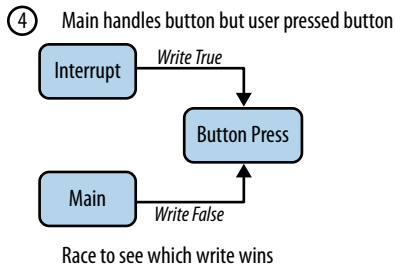 4 Main handles button but user pressed button
Write True
Interrupt
Button Press
Main
Write False
Race to see which write wins